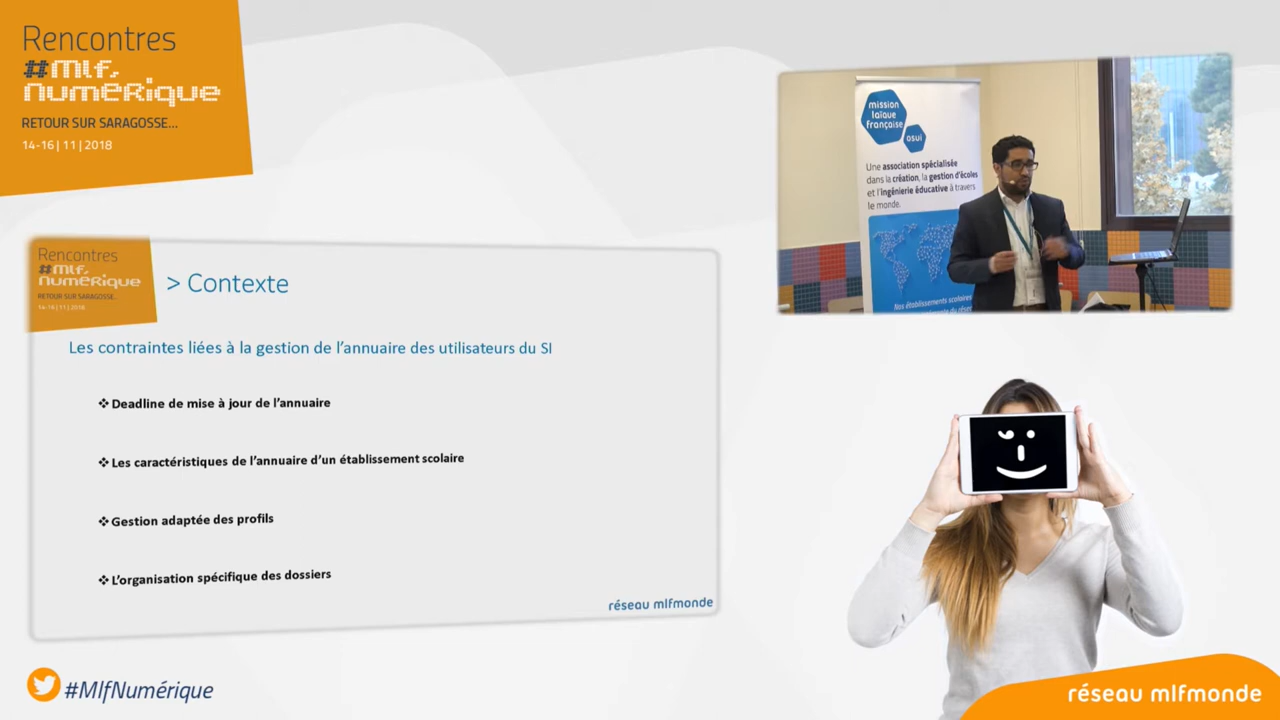 Rencontres
#mlf.
numérique
RETOUR SUR SARAGOSSE...
14-16 | 11 | 2018
mission
laïque
française
osui
Une association spécialisée
dans la création, la gestion d'écoles
et l'ingénierie éducative à travers
le monde.
Nos établissements scolaires
Rencontres
#mlf.
numérique
RETOUR SUR SARAGOSSE...
14-16 | 11 | 2018
> Contexte
Les contraintes liées à la gestion de l'annuaire des utilisateurs du SI
❖ Deadline de mise à jour de l'annuaire
❖ Les caractéristiques de l'annuaire d'un établissement scolaire
❖ Gestion adaptée des profils
❖ L'organisation spécifique des dossiers
réseau mlfmonde
#MlfNumérique
réseau mlfmonde